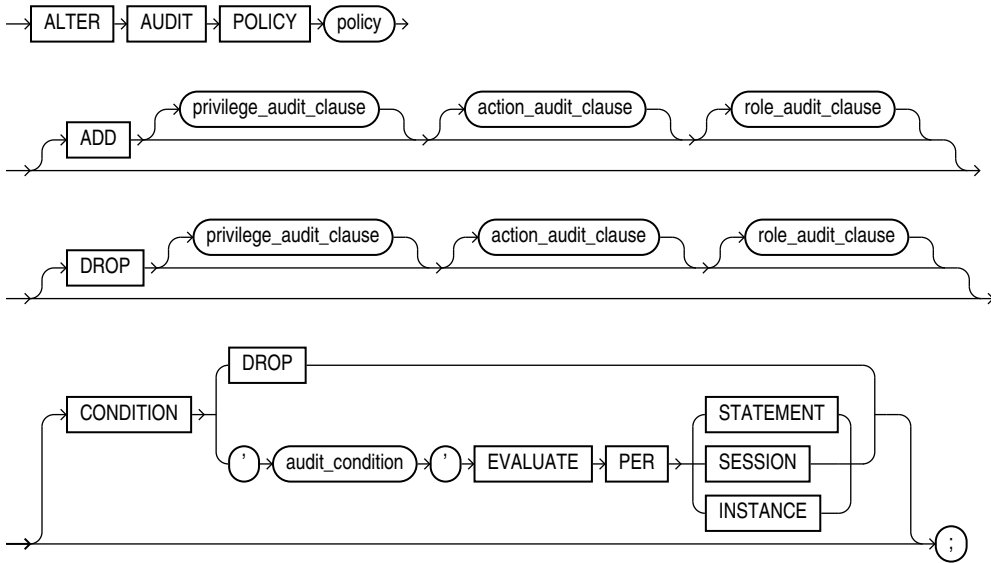 ALTER AUDIT POLICY policy
privilege_audit_clause action_audit_clause role_audit_clause
ADD
privilege_audit_clause action_audit_clause role_audit_clause
DROP
DROP
CONDITION STATEMENT
' audit_condition ' EVALUATE PER SESSION
INSTANCE
;